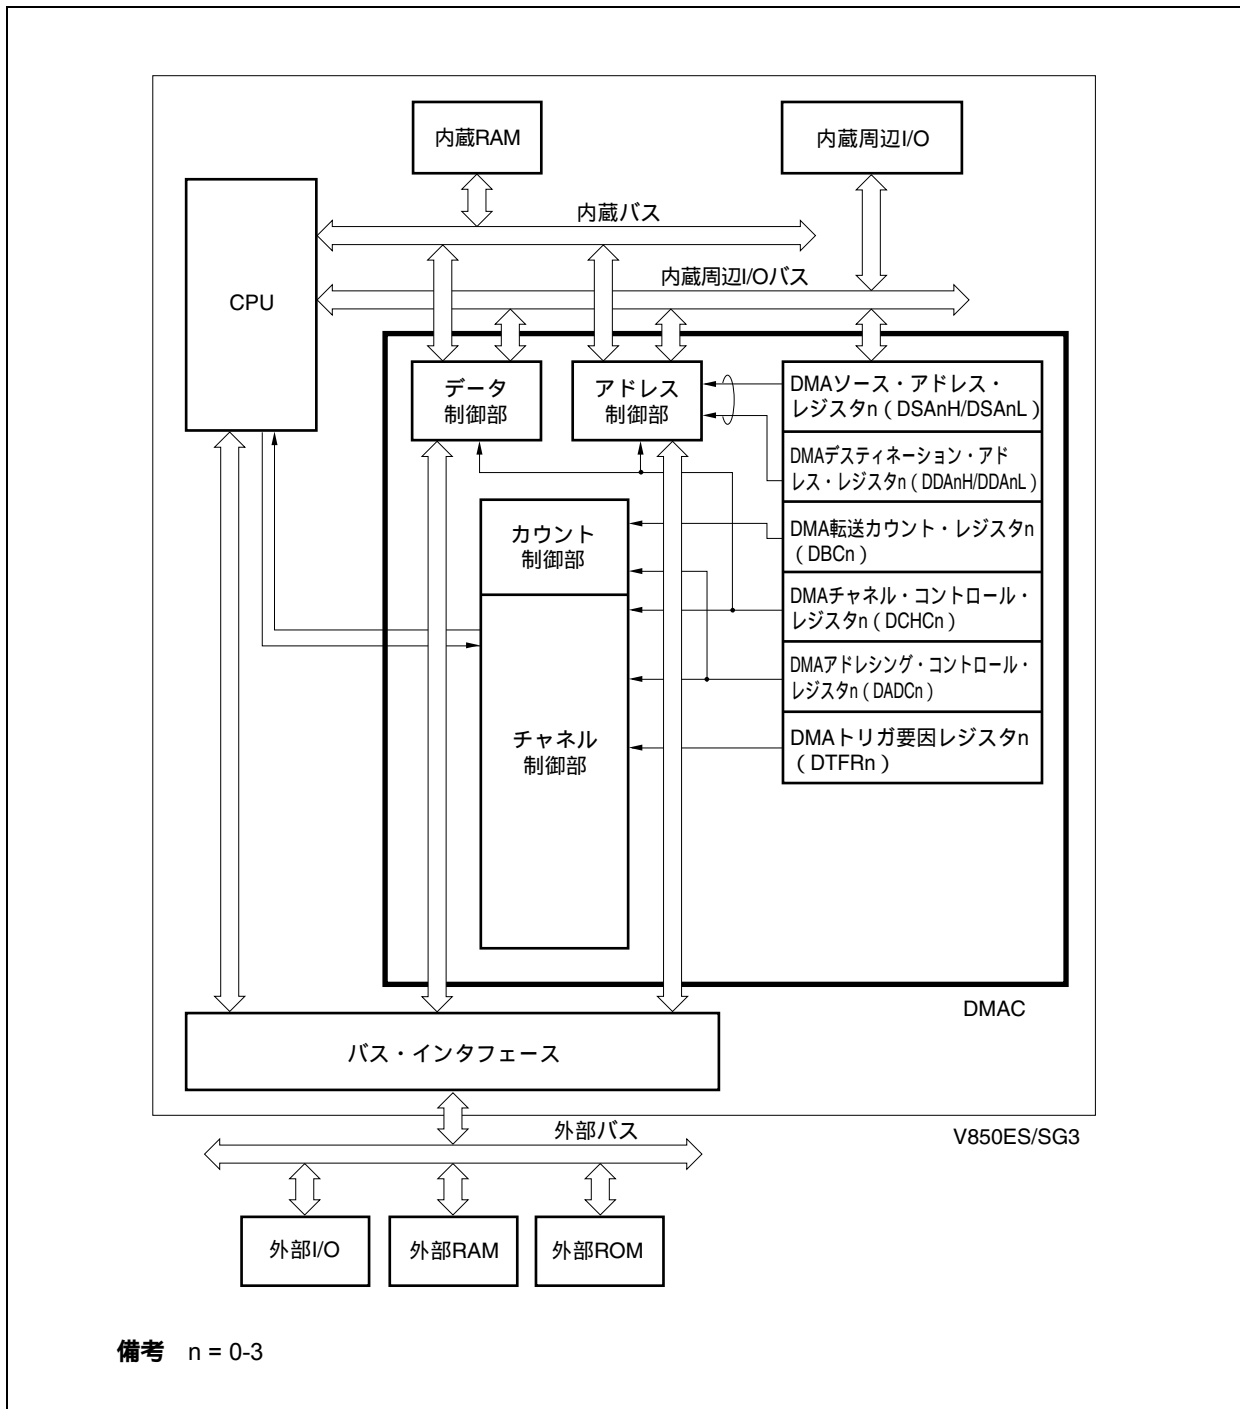 内蔵RAM
内蔵周辺I/O
内蔵バス
内蔵周辺I/Oバス
CPU
データ
制御部
アドレス
制御部
DMAソース・アドレス・
レジスタn（DSAnH/DSAnL）
DMAデスティネーション・アド
レス・レジスタn（DDAnH/DDAnL）
カウント
制御部
DMA転送カウント・レジスタn
（DBCn）
DMAチャネル・コントロール・
レジスタn（DCHCn）
DMAアドレシング・コントロール・
レジスタn（DADCn）
チャネル
制御部
DMAトリガ要因レジスタn
（DTFRn）
DMAC
バス・インタフェース
V850ES/SG3
外部バス
外部I/O
外部RAM
外部ROM
備考 n = 0-3